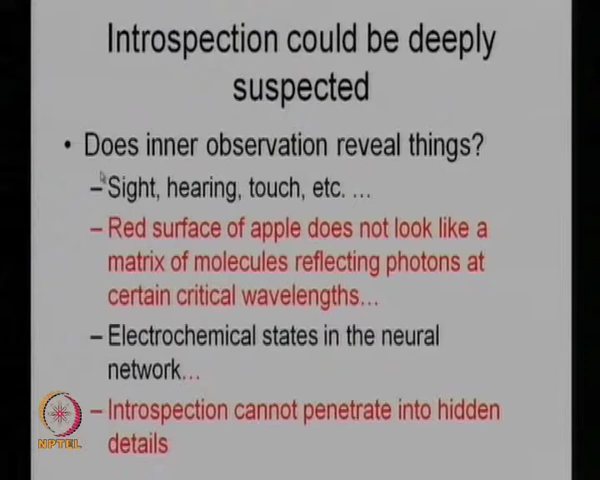 Introspection could be deeply
suspected
• Does inner observation reveal things?
– Sight, hearing, touch, etc. …
– Red surface of apple does not look like a
matrix of molecules reflecting photons at
certain critical wavelengths…
– Electrochemical states in the neural
network…
– Introspection cannot penetrate into hidden
details
NPTEL